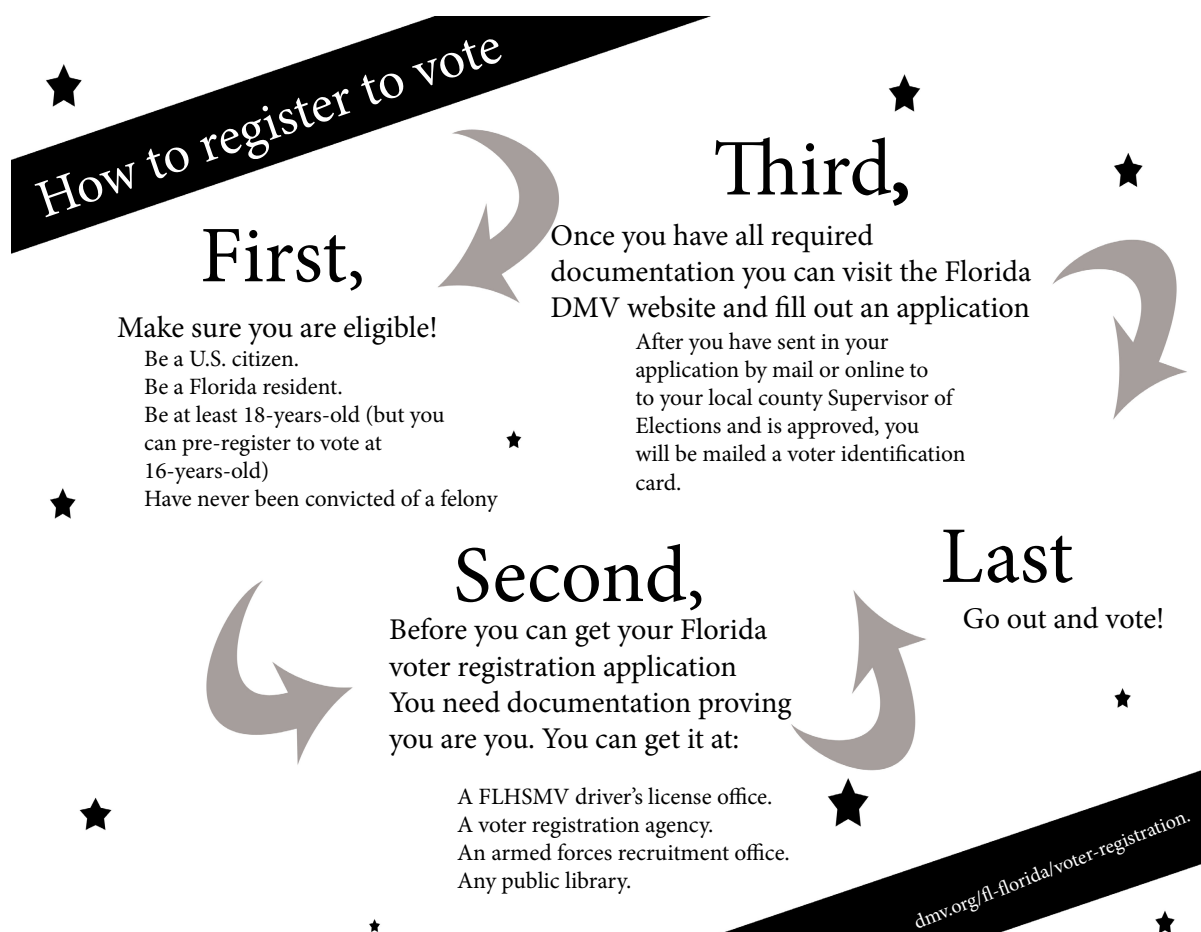 How to register to vote
First,
Make sure you are eligible!
Be a U.S. citizen.
Be a Florida resident.
Be at least 18-years-old (but you
can pre-register to vote at
16-years-old)
Have never been convicted of a felony
Second,
Before you can get your Florida
voter registration application
You need documentation proving
you are you. You can get it at:
A FLHSMV driver’s license office.
A voter registration agency.
An armed forces recruitment office.
Any public library.
Third,
Once you have all required
documentation you can visit the Florida
DMV website and fill out an application
After you have sent in your
application by mail or online to
to your local county Supervisor of
Elections and is approved, you
will be mailed a voter identification
card.
Last
Go out and vote!
dmv.org/fl-florida/voter-registration.